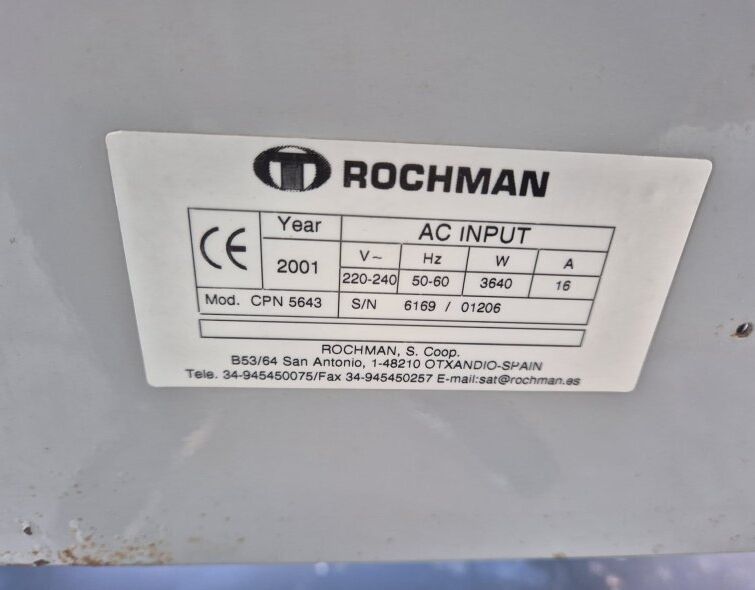 ROCHMAN
CE Year AC INPUT
2001 V~ Hz W A
220-240 50-60 3640 16
Mod. CPN 5643 S/N 6169 / 01206
ROCHMAN, S. Coop.
B53/64 San Antonio, 1-48210 OTXANDIO-SPAIN
Tele. 34-945450075/Fax 34-945450257 E-mail:sat@rochman.es